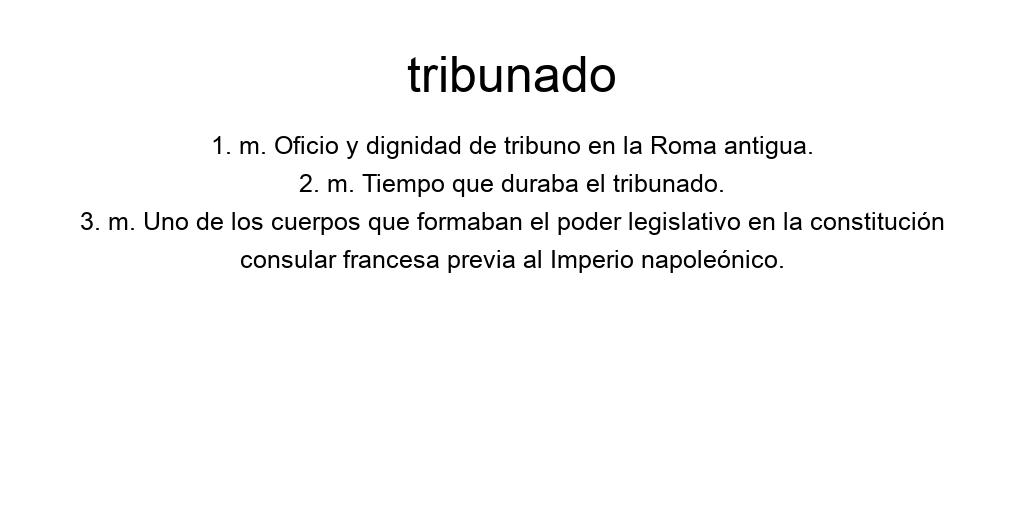 tribunado
1. m. Oficio y dignidad de tribuno en la Roma antigua.
2. m. Tiempo que duraba el tribunado.
3. m. Uno de los cuerpos que formaban el poder legislativo en la constitución
consular francesa previa al Imperio napoleónico.